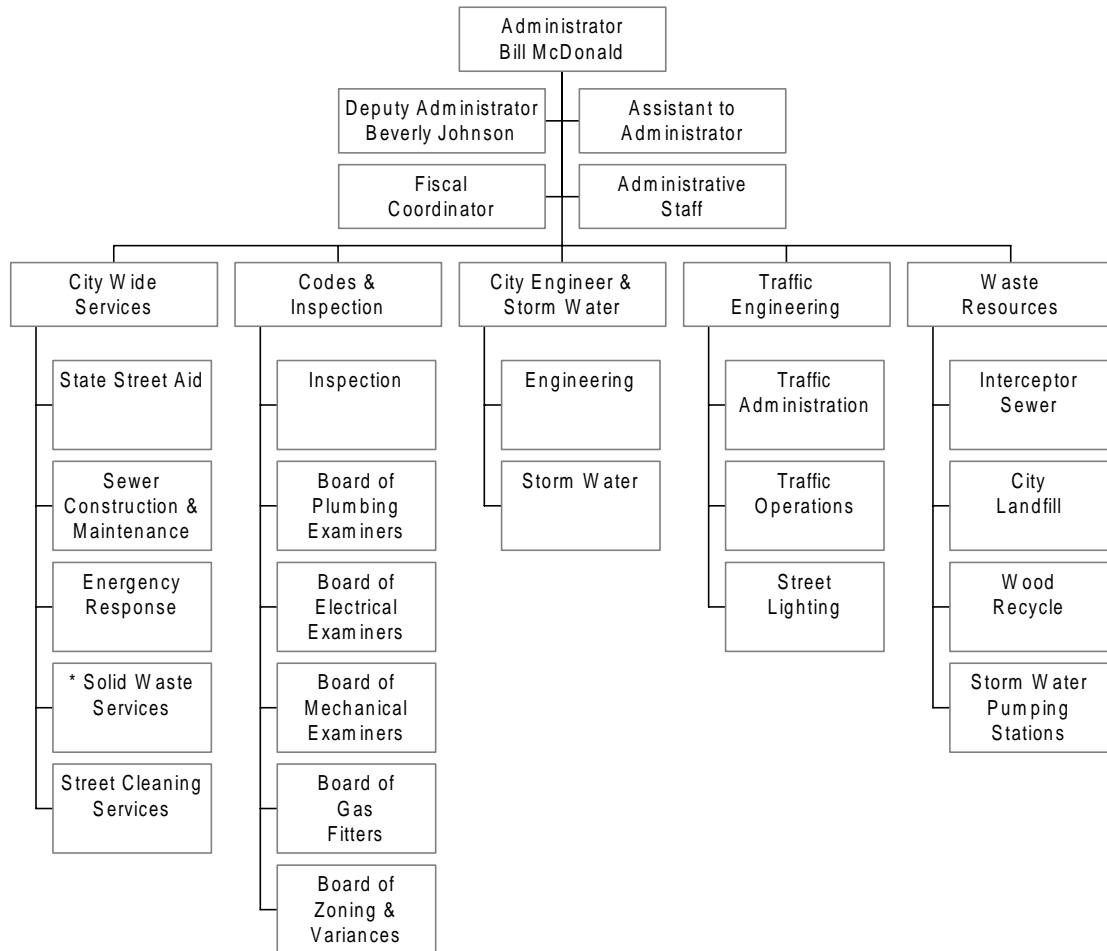 Administrator
Bill McDonald
Deputy Administrator
Beverly Johnson
Assistant to
Administrator
Fiscal
Coordinator
Administrative
Staff
City Wide
Services
Codes &
Inspection
City Engineer &
Storm Water
Traffic
Engineering
Waste
Resources
State Street Aid
Sewer
Construction &
Maintenance
Energency
Response
* Solid Waste
Services
Street Cleaning
Services
Inspection
Board of
Plumbing
Examiners
Board of
Electrical
Examiners
Board of
Mechanical
Examiners
Board of
Gas
Fitters
Board of
Zoning &
Variances
Engineering
Storm Water
Traffic
Administration
Traffic
Operations
Street
Lighting
Interceptor
Sewer
City
Landfill
Wood
Recycle
Storm Water
Pumping
Stations